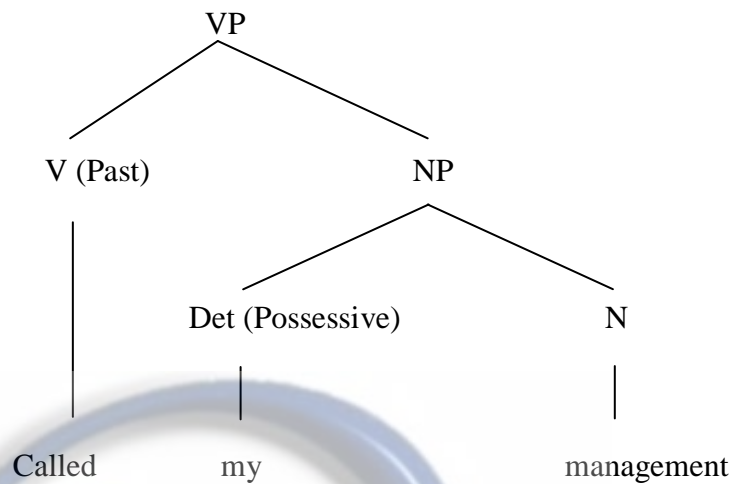 VP
V (Past) NP
Det (Possessive) N
Called my management